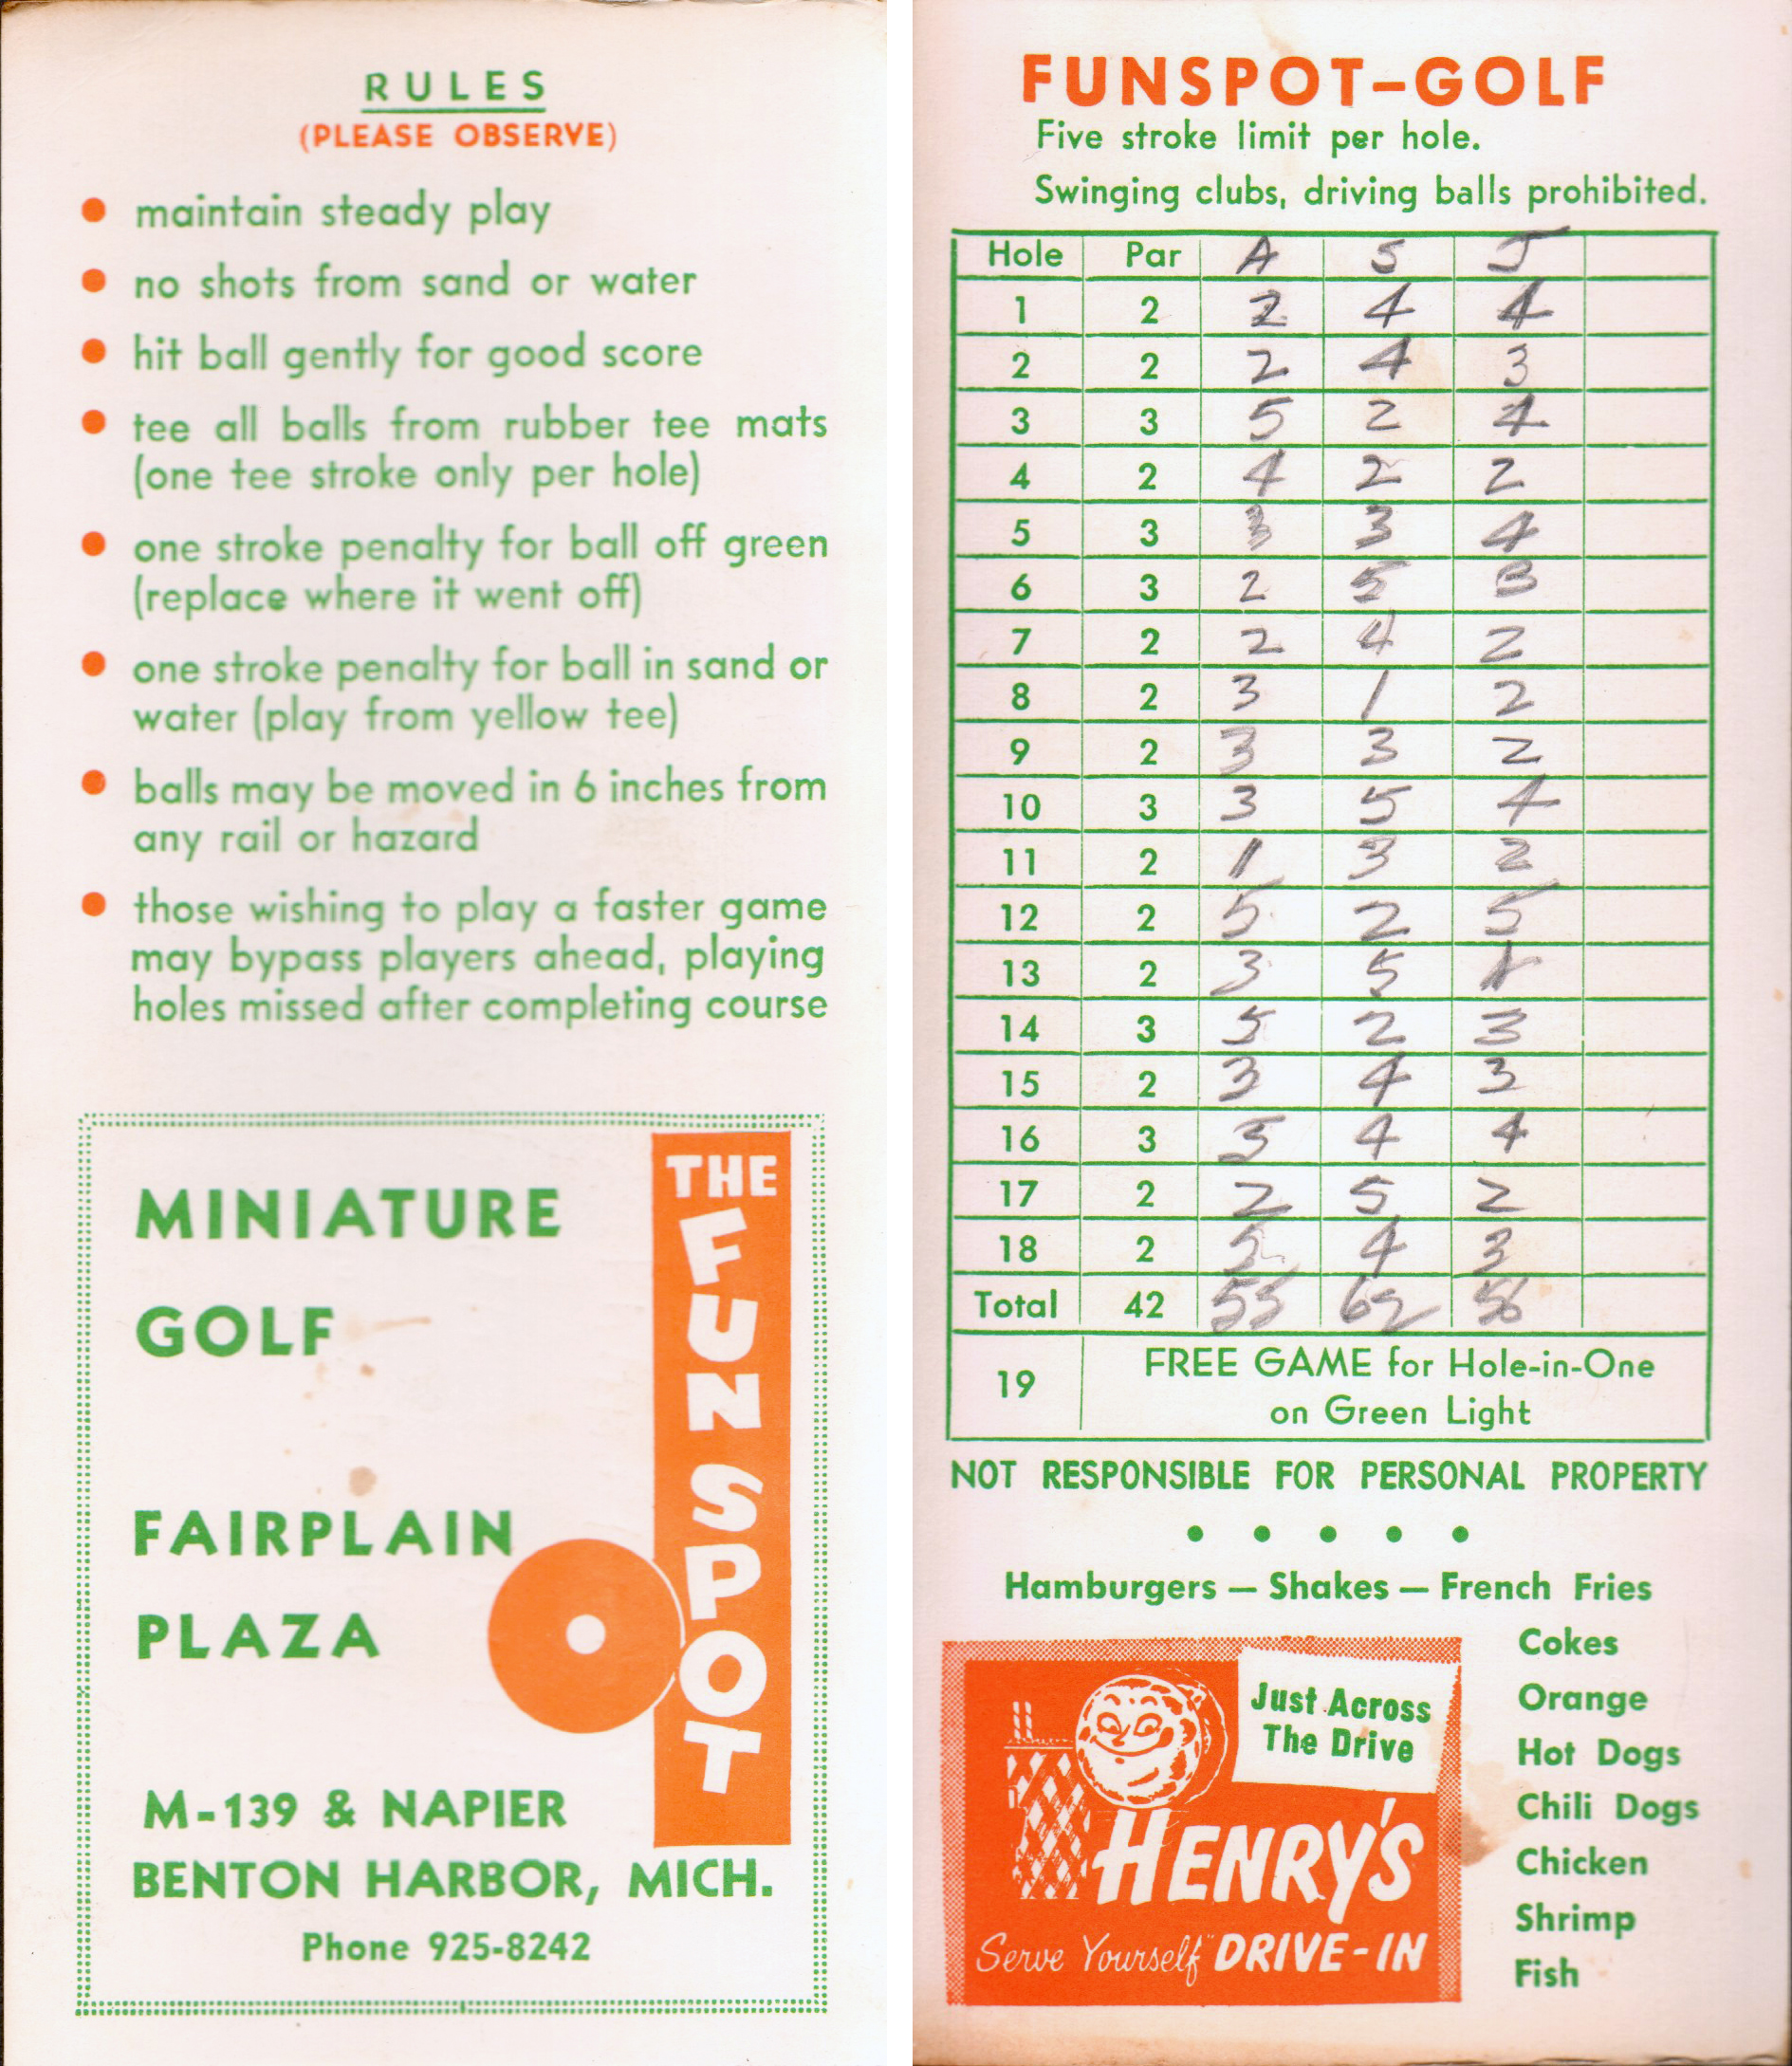 RULES
(PLEASE OBSERVE)
● maintain steady play
● no shots from sand or water
● hit ball gently for good score
● tee all balls from rubber tee mats
(one tee stroke only per hole)
● one stroke penalty for ball off green
(replace where it went off)
● one stroke penalty for ball in sand or
water (play from yellow tee)
● balls may be moved in 6 inches from
any rail or hazard
● those wishing to play a faster game
may bypass players ahead, playing
holes missed after completing course
MINIATURE
GOLF
FAIRPLAIN
PLAZA
THE
FUN
SPOT
M-139 & NAPIER
BENTON HARBOR, MICH.
Phone 925-8242
FUNSPOT-GOLF
Five stroke limit per hole.
Swinging clubs, driving balls prohibited.
Hole Par A S J
1 2 2 4 4
2 2 2 4 3
3 3 5 2 4
4 2 4 2 2
5 3 3 3 4
6 3 2 5 3
7 2 2 4 2
8 2 3 1 2
9 2 3 3 2
10 3 3 5 4
11 2 1 3 2
12 2 5 2 5
13 2 3 5
14 3 5 2 3
15 2 3 4 3
16 3 4 4
17 2 2 5 2
18 2 4 3
Total 42 55 62 56
19 FREE GAME for Hole-in-One
on Green Light
NOT RESPONSIBLE FOR PERSONAL PROPERTY
• • • • •
Hamburgers — Shakes — French Fries
Cokes
Orange
Hot Dogs
Chili Dogs
Chicken
Shrimp
Fish
Just Across
The Drive
HENRY'S
Serve Yourself" DRIVE-IN